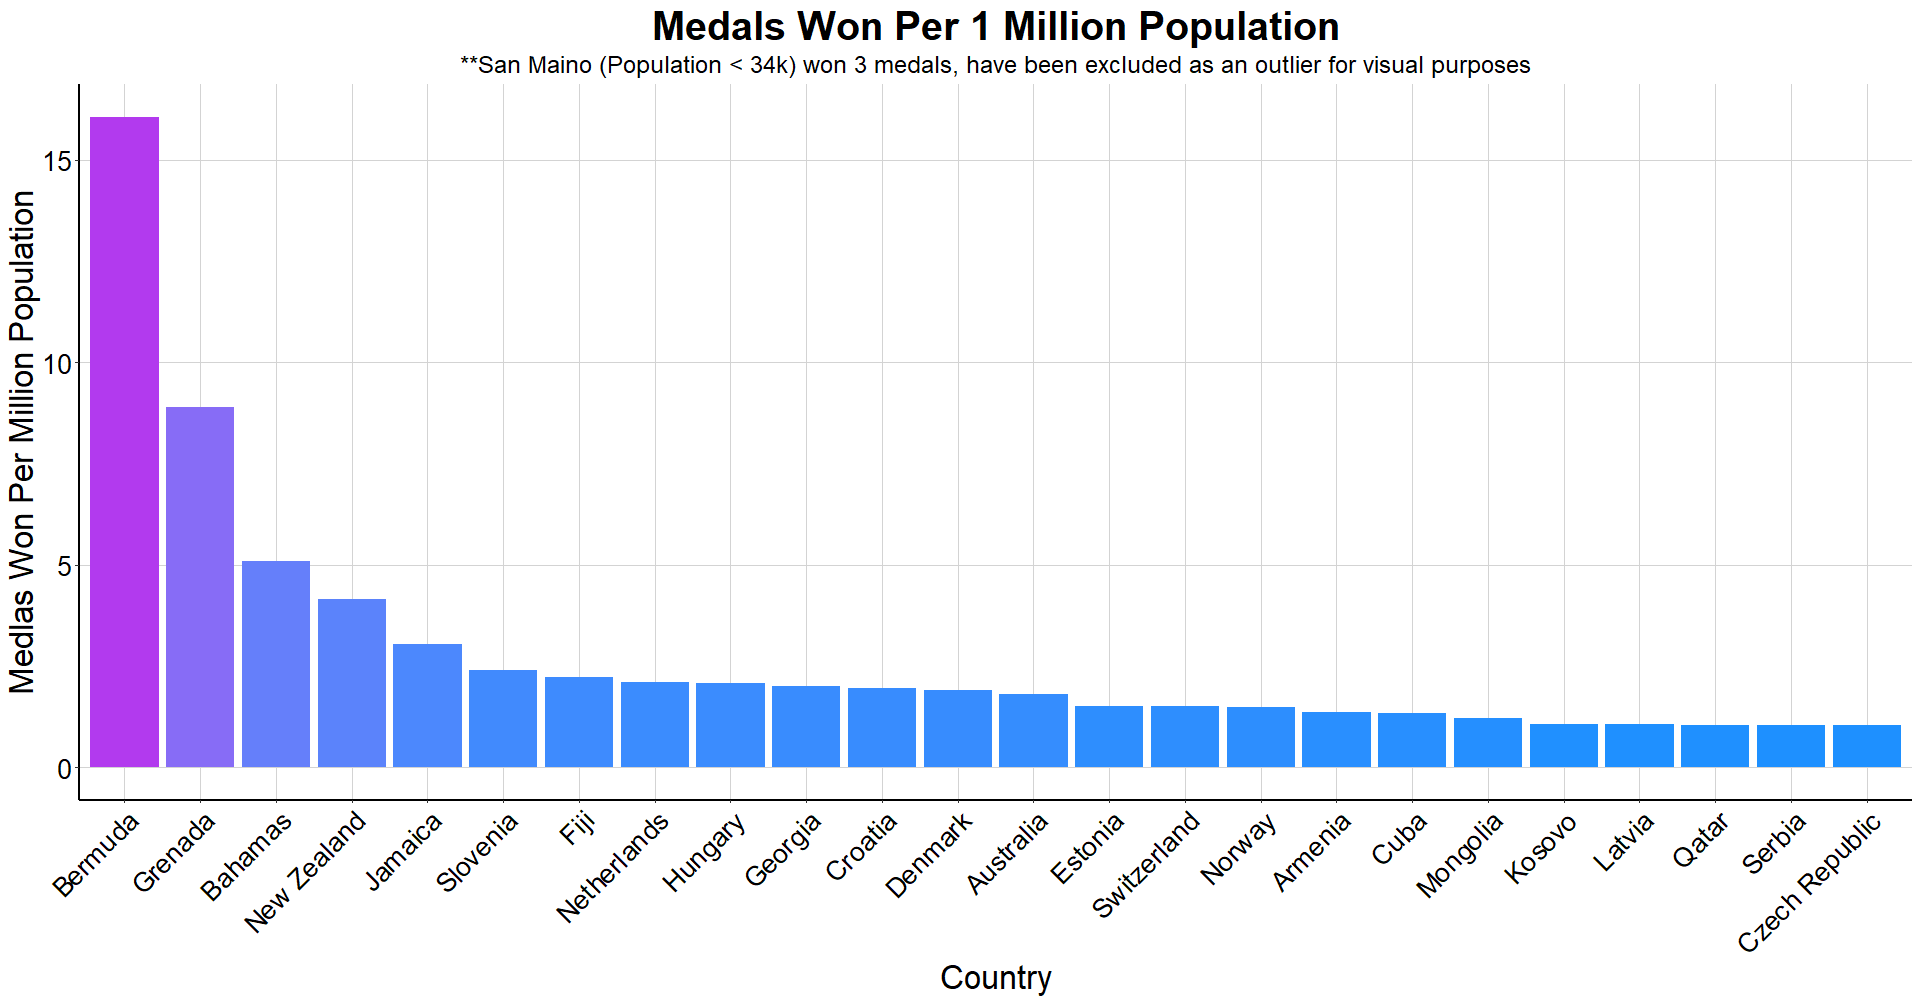 Medals Won Per 1 Million Population
**San Maino (Population < 34k) won 3 medals, have been excluded as an outlier for visual purposes
Medlas Won Per Million Population
15
10
5
0
Bermuda
Grenada
Bahamas
New Zealand
Jamaica
Slovenia
Fiji
Netherlands
Hungary
Georgia
Croatia
Denmark
Australia
Estonia
Switzerland
Norway
Armenia
Cuba
Mongolia
Kosovo
Latvia
Qatar
Serbia
Czech Republic
Country